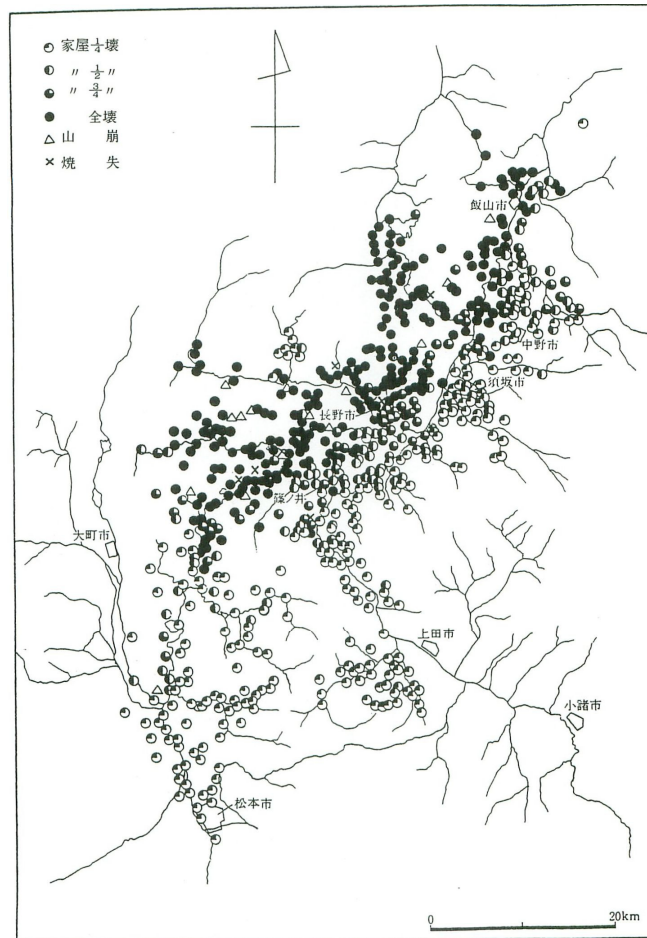 家屋1/4壊
〃 1/2 〃
〃 3/4 〃
全壊
山 崩
焼 失
飯山市
中野市
須坂市
長野市
篠ノ井
大町市
上田市
小諸市
松本市
0 20km